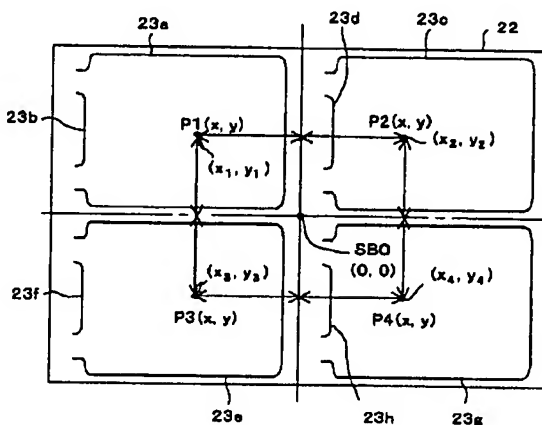 23a
23d
23c
22
23b
P1(x, y)
P2(x, y)
(x₁, y₁)
(x₂, y₂)
SBO
(0, 0)
23f
(x₃, y₃)
(x₄, y₄)
P3(x, y)
P4(x, y)
23e
23h
23g